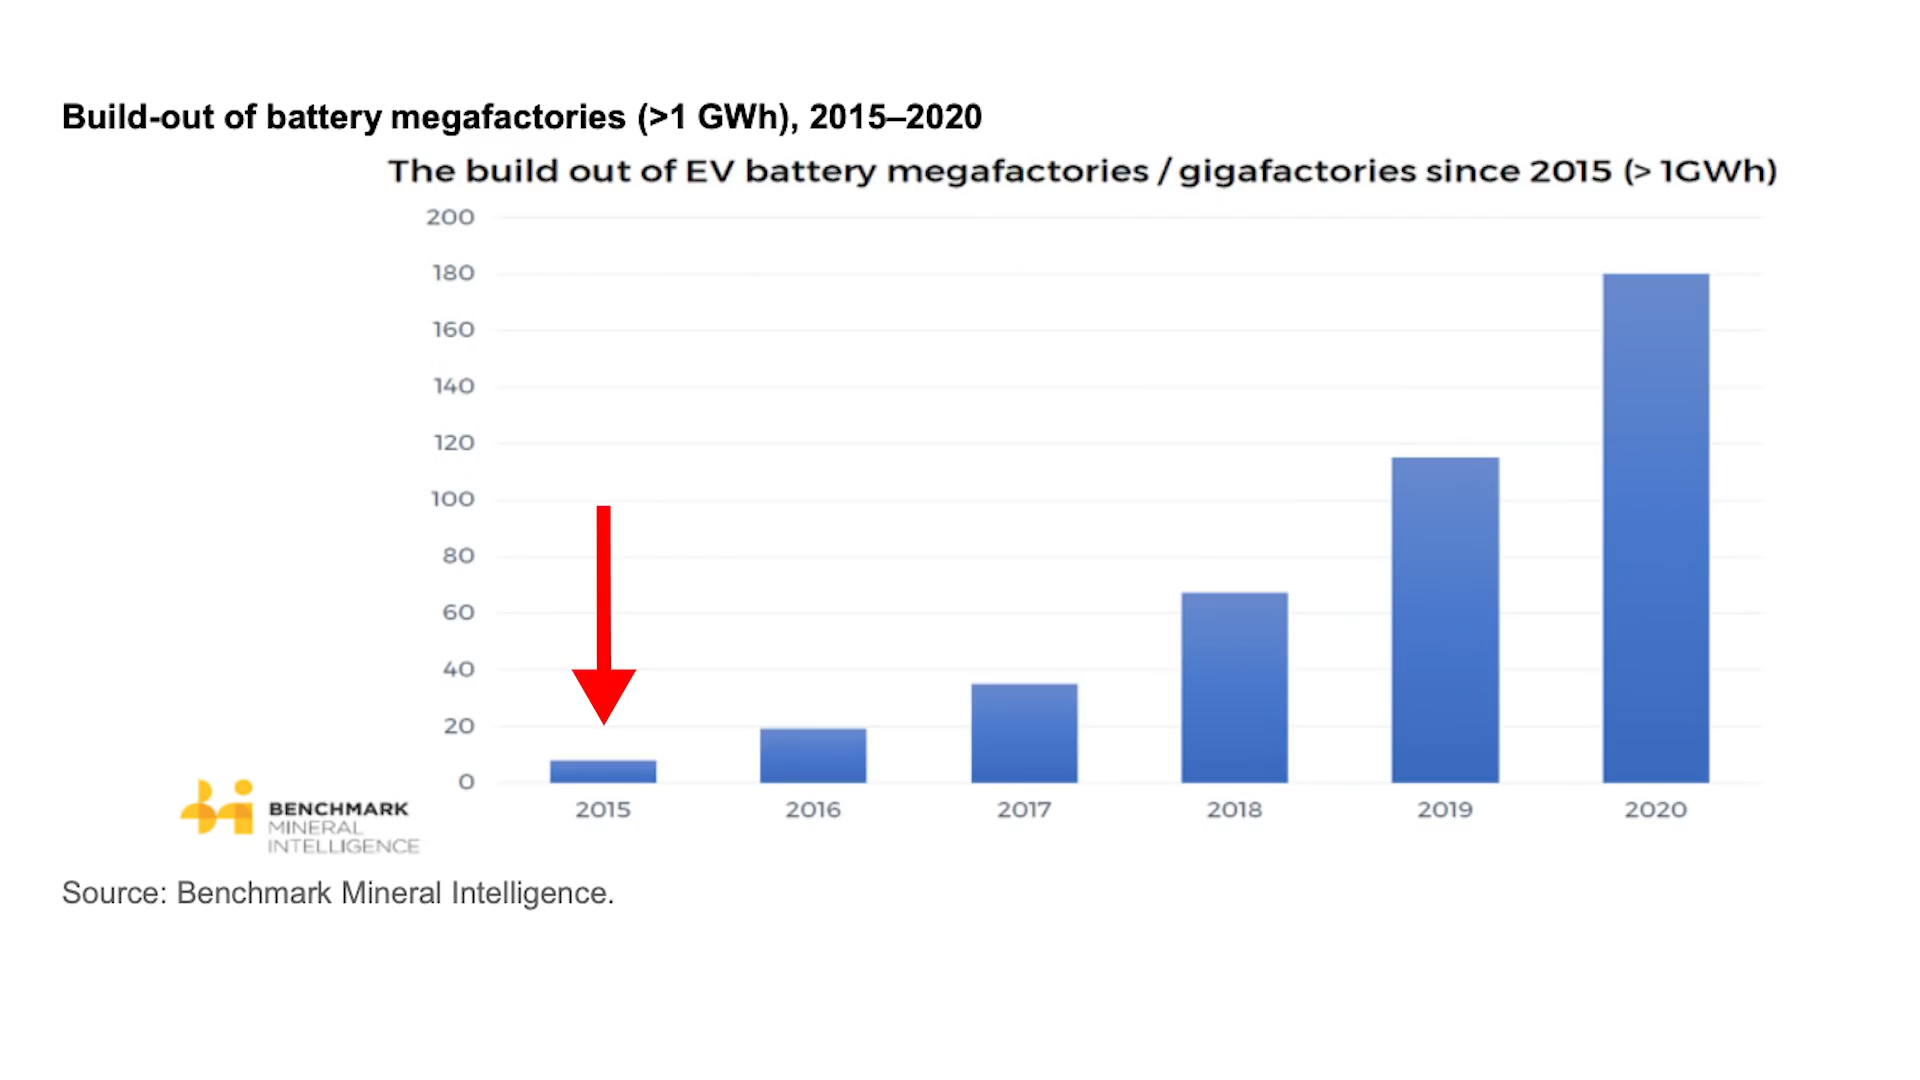 Build-out of battery megafactories (>1 GWh), 2015–2020
The build out of EV battery megafactories / gigafactories since 2015 (> 1GWh)
200
180
160
140
120
100
80
60
40
20
0
2015 2016 2017 2018 2019 2020
BENCHMARK
MINERAL
INTELLIGENCE
Source: Benchmark Mineral Intelligence.